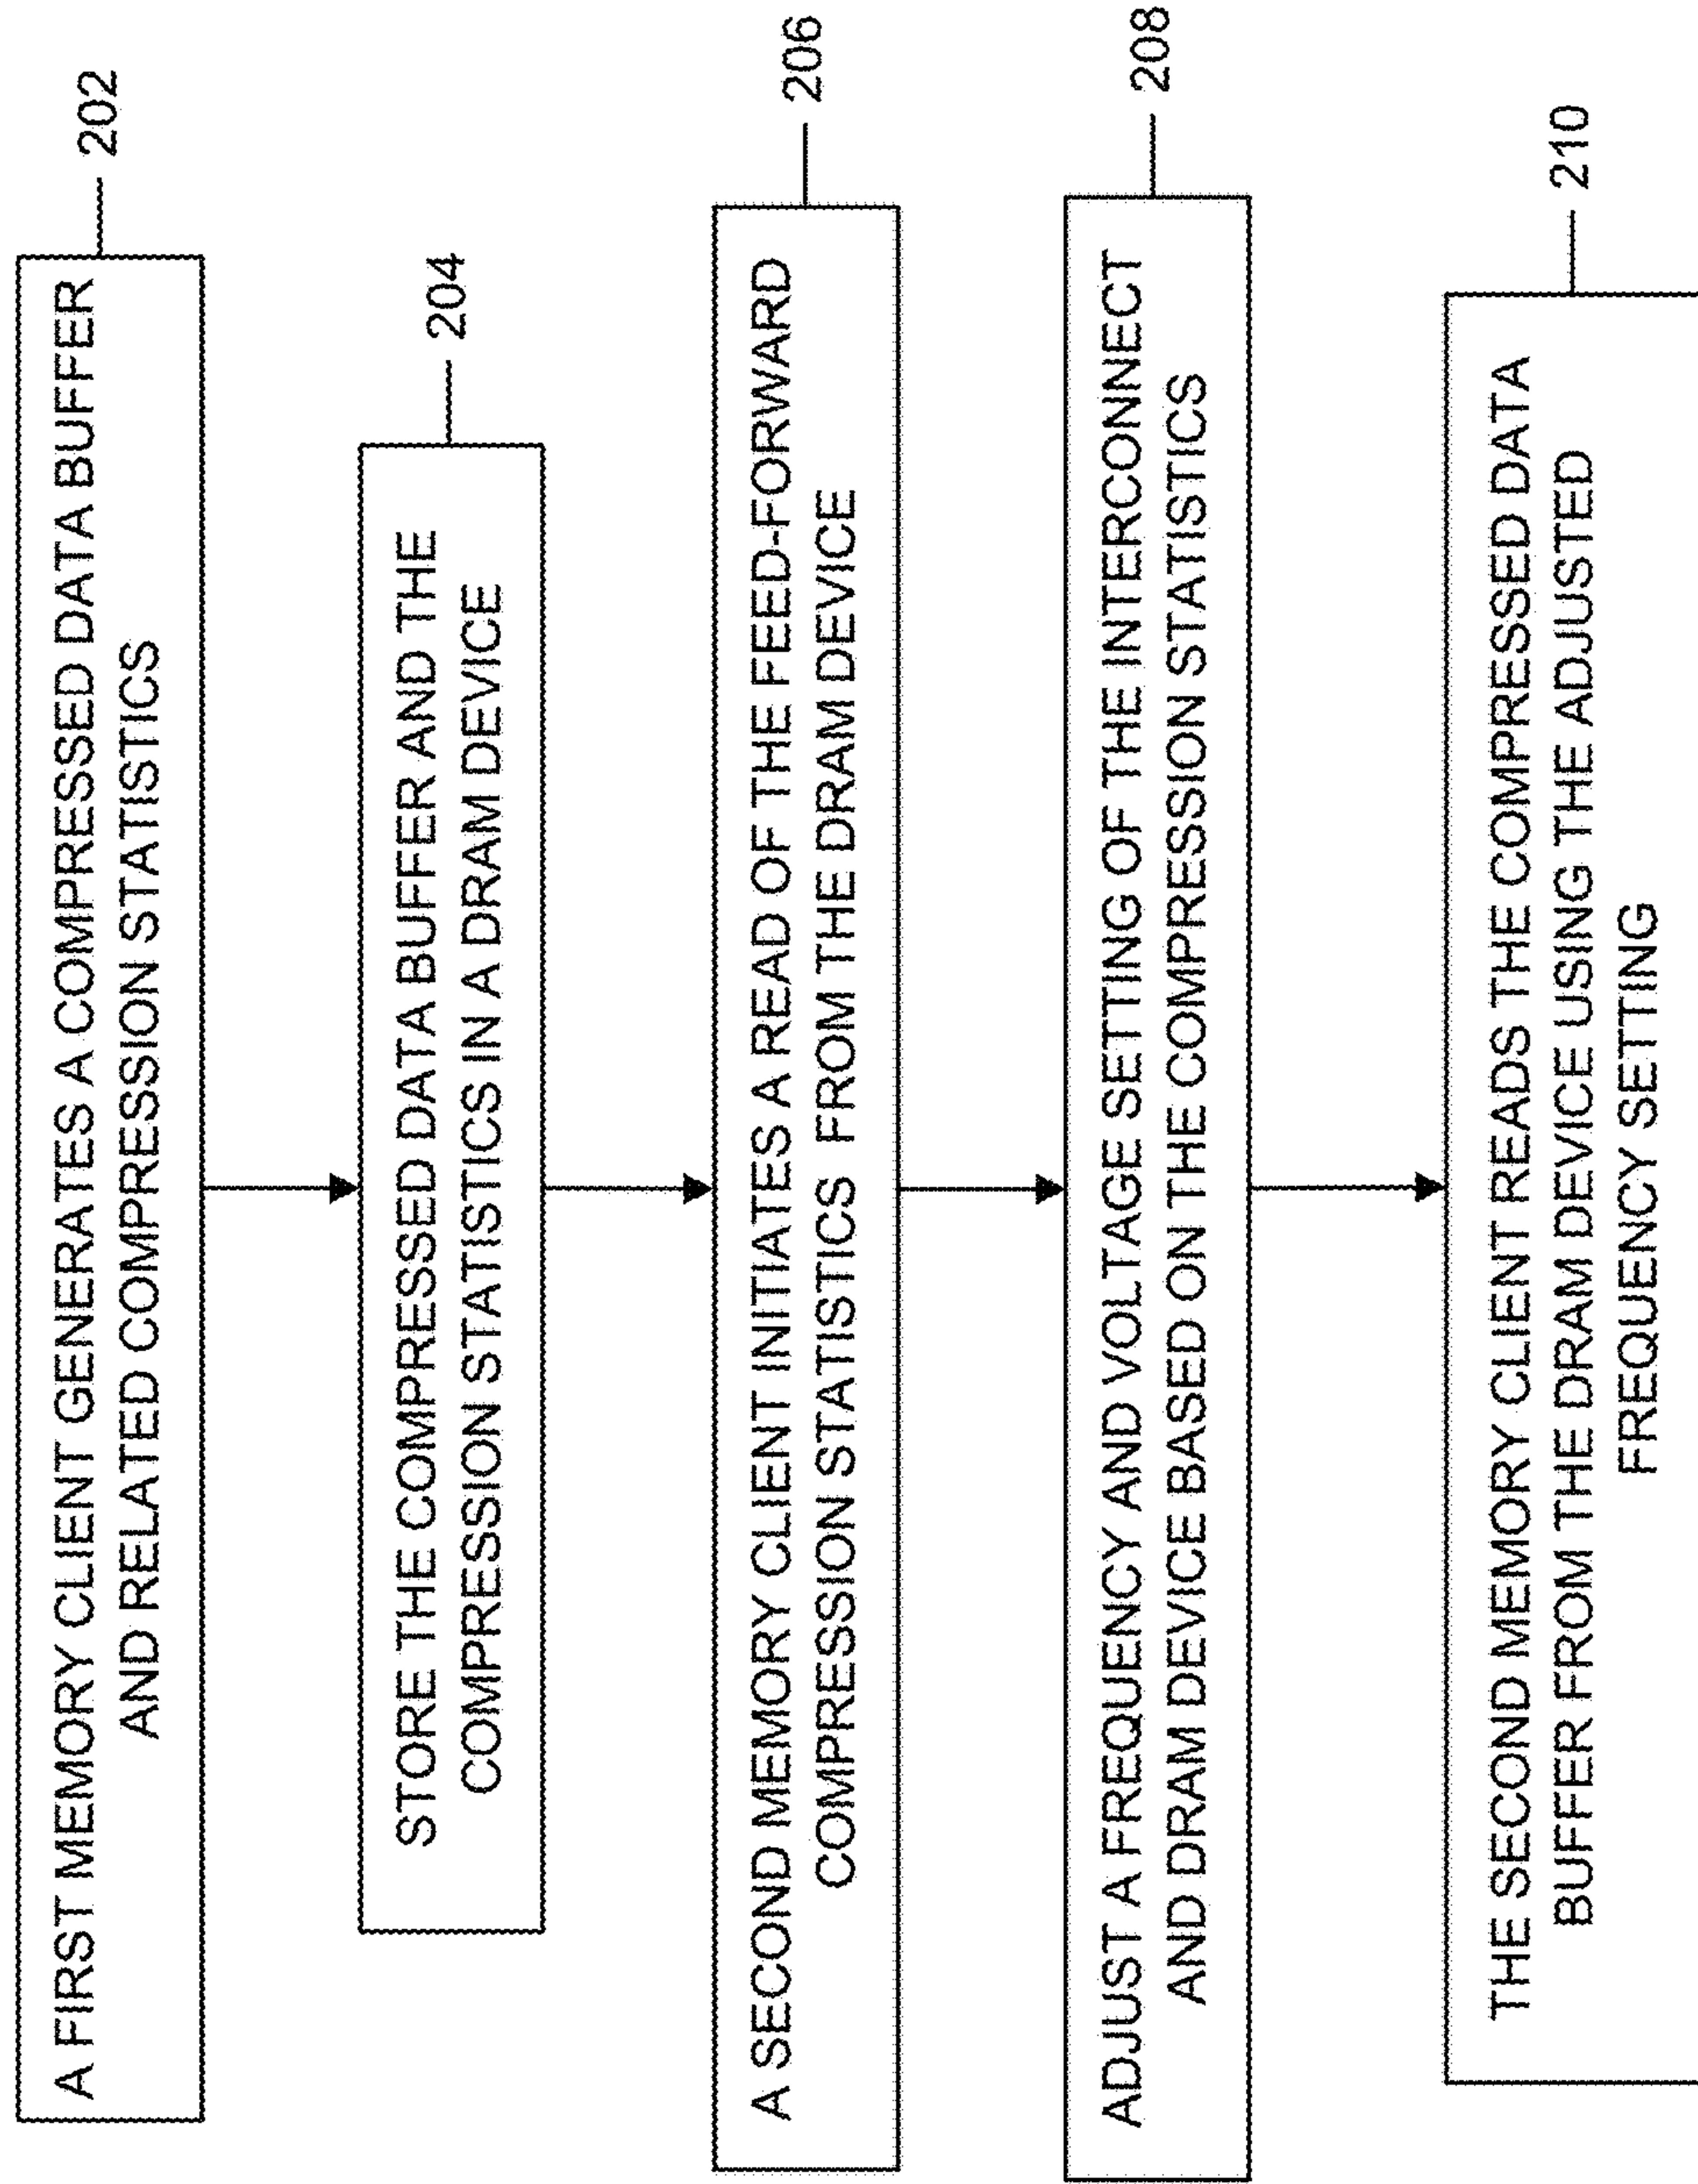 A FIRST MEMORY CLIENT GENERATES A COMPRESSED DATA BUFFER
AND RELATED COMPRESSION STATISTICS
202
STORE THE COMPRESSED DATA BUFFER AND THE
COMPRESSION STATISTICS IN A DRAM DEVICE
204
A SECOND MEMORY CLIENT INITIATES A READ OF THE FEED-FORWARD
COMPRESSION STATISTICS FROM THE DRAM DEVICE
206
ADJUST A FREQUENCY AND VOLTAGE SETTING OF THE INTERCONNECT
AND DRAM DEVICE BASED ON THE COMPRESSION STATISTICS
208
THE SECOND MEMORY CLIENT READS THE COMPRESSED DATA
BUFFER FROM THE DRAM DEVICE USING THE ADJUSTED
FREQUENCY SETTING
210